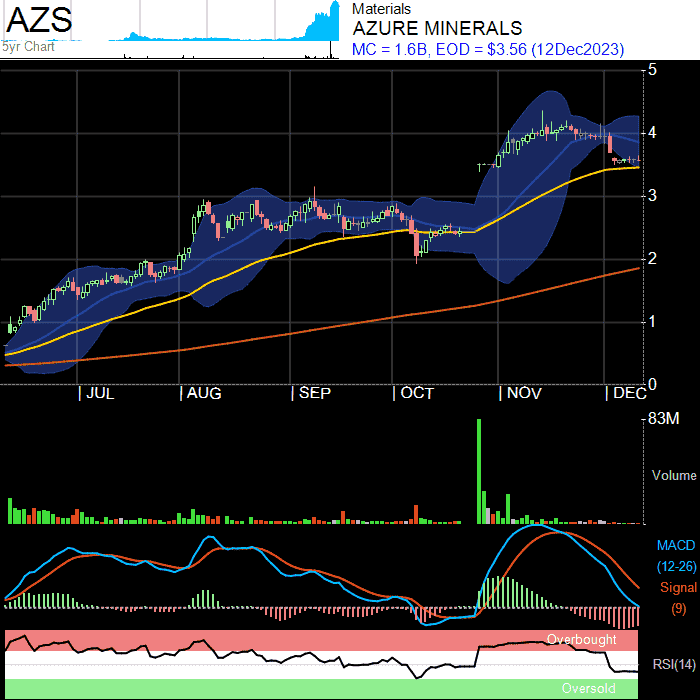 AZS
5yr Chart
Materials
AZURE MINERALS
MC = 1.6B, EOD = $3.56 (12Dec2023)
5
4
3
2
1
0
| JUL | AUG | SEP | OCT | NOV | DEC
83M
Volume
MACD
(12-26)
Signal
(9)
Overbought
RSI(14)
Oversold